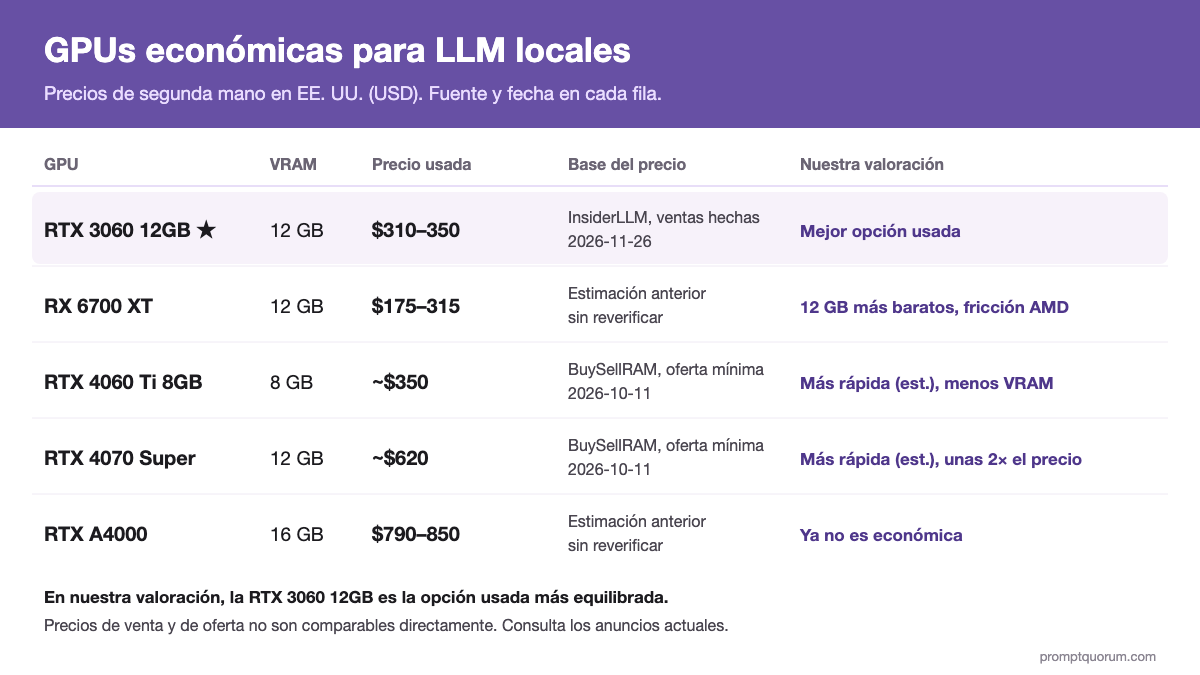 GPUs económicas para LLM locales
Precios de segunda mano en EE. UU. (USD). Fuente y fecha en cada fila.
GPU VRAM Precio usada Base del precio Nuestra valoración
RTX 3060 12GB ★ 12 GB $310–350 InsiderLLM, ventas hechas 2026-11-26 Mejor opción usada
RX 6700 XT 12 GB $175–315 Estimación anterior sin reverificar 12 GB más baratos, fricción AMD
RTX 4060 Ti 8GB 8 GB ~$350 BuySellRAM, oferta mínima 2026-10-11 Más rápida (est.), menos VRAM
RTX 4070 Super 12 GB ~$620 BuySellRAM, oferta mínima 2026-10-11 Más rápida (est.), unas 2× el precio
RTX A4000 16 GB $790–850 Estimación anterior sin reverificar Ya no es económica
En nuestra valoración, la RTX 3060 12GB es la opción usada más equilibrada.
Precios de venta y de oferta no son comparables directamente. Consulta los anuncios actuales.
promptquorum.com